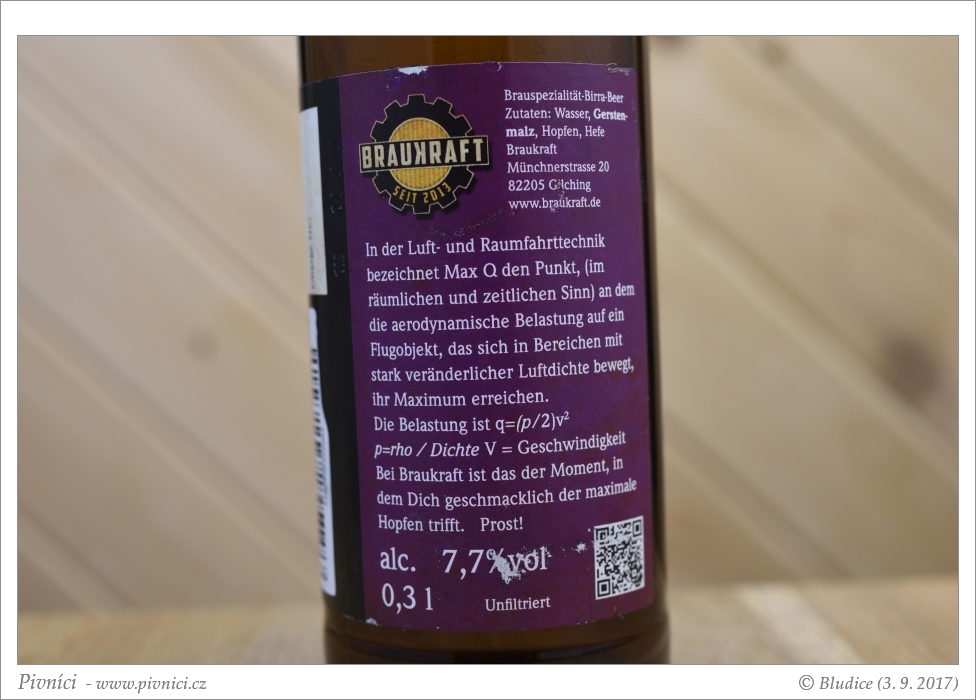 BRAUKRAFT
SEIT 2013
Brauspezialität-Birra-Beer
Zutaten: Wasser, Gersten-
malz, Hopfen, Hefe
Braukraft
Münchnerstrasse 20
82205 Gilching
www.braukraft.de
In der Luft- und Raumfahrttechnik
bezeichnet Max Q den Punkt, (im
räumlichen und zeitlichen Sinn) an dem
die aerodynamische Belastung auf ein
Flugobjekt, das sich in Bereichen mit
stark veränderlicher Luftdichte bewegt,
ihr Maximum erreichen.
Die Belastung ist q=(p/2)v²
p=rho / Dichte V = Geschwindigkeit
Bei Braukraft ist das der Moment, in
dem Dich geschmacklich der maximale
Hopfen trifft. Prost!
alc. 7,7% vol
0,3 l
Unfiltriert
Pivníci - www.pivnici.cz
© Bludice (3. 9. 2017)